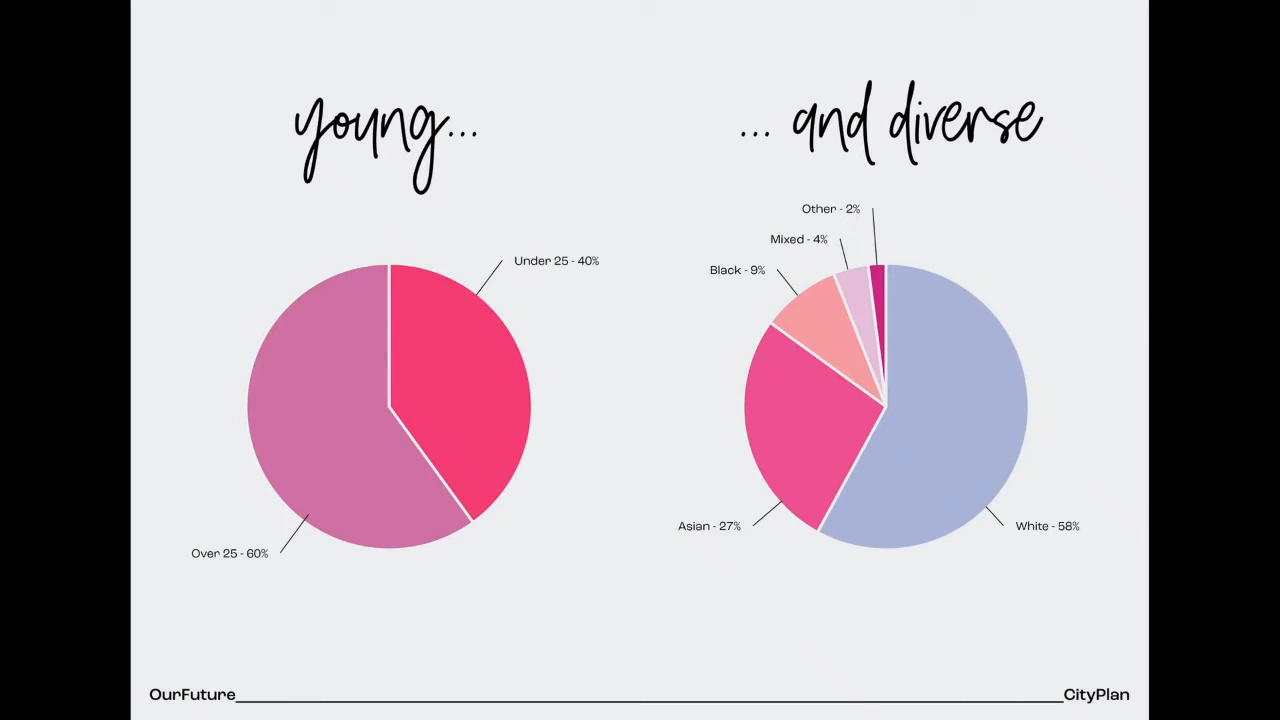 young...
... and diverse
Under 25 - 40%
Over 25 - 60%
Other - 2%
Mixed - 4%
Black - 9%
Asian - 27%
White - 58%
OurFuture
CityPlan